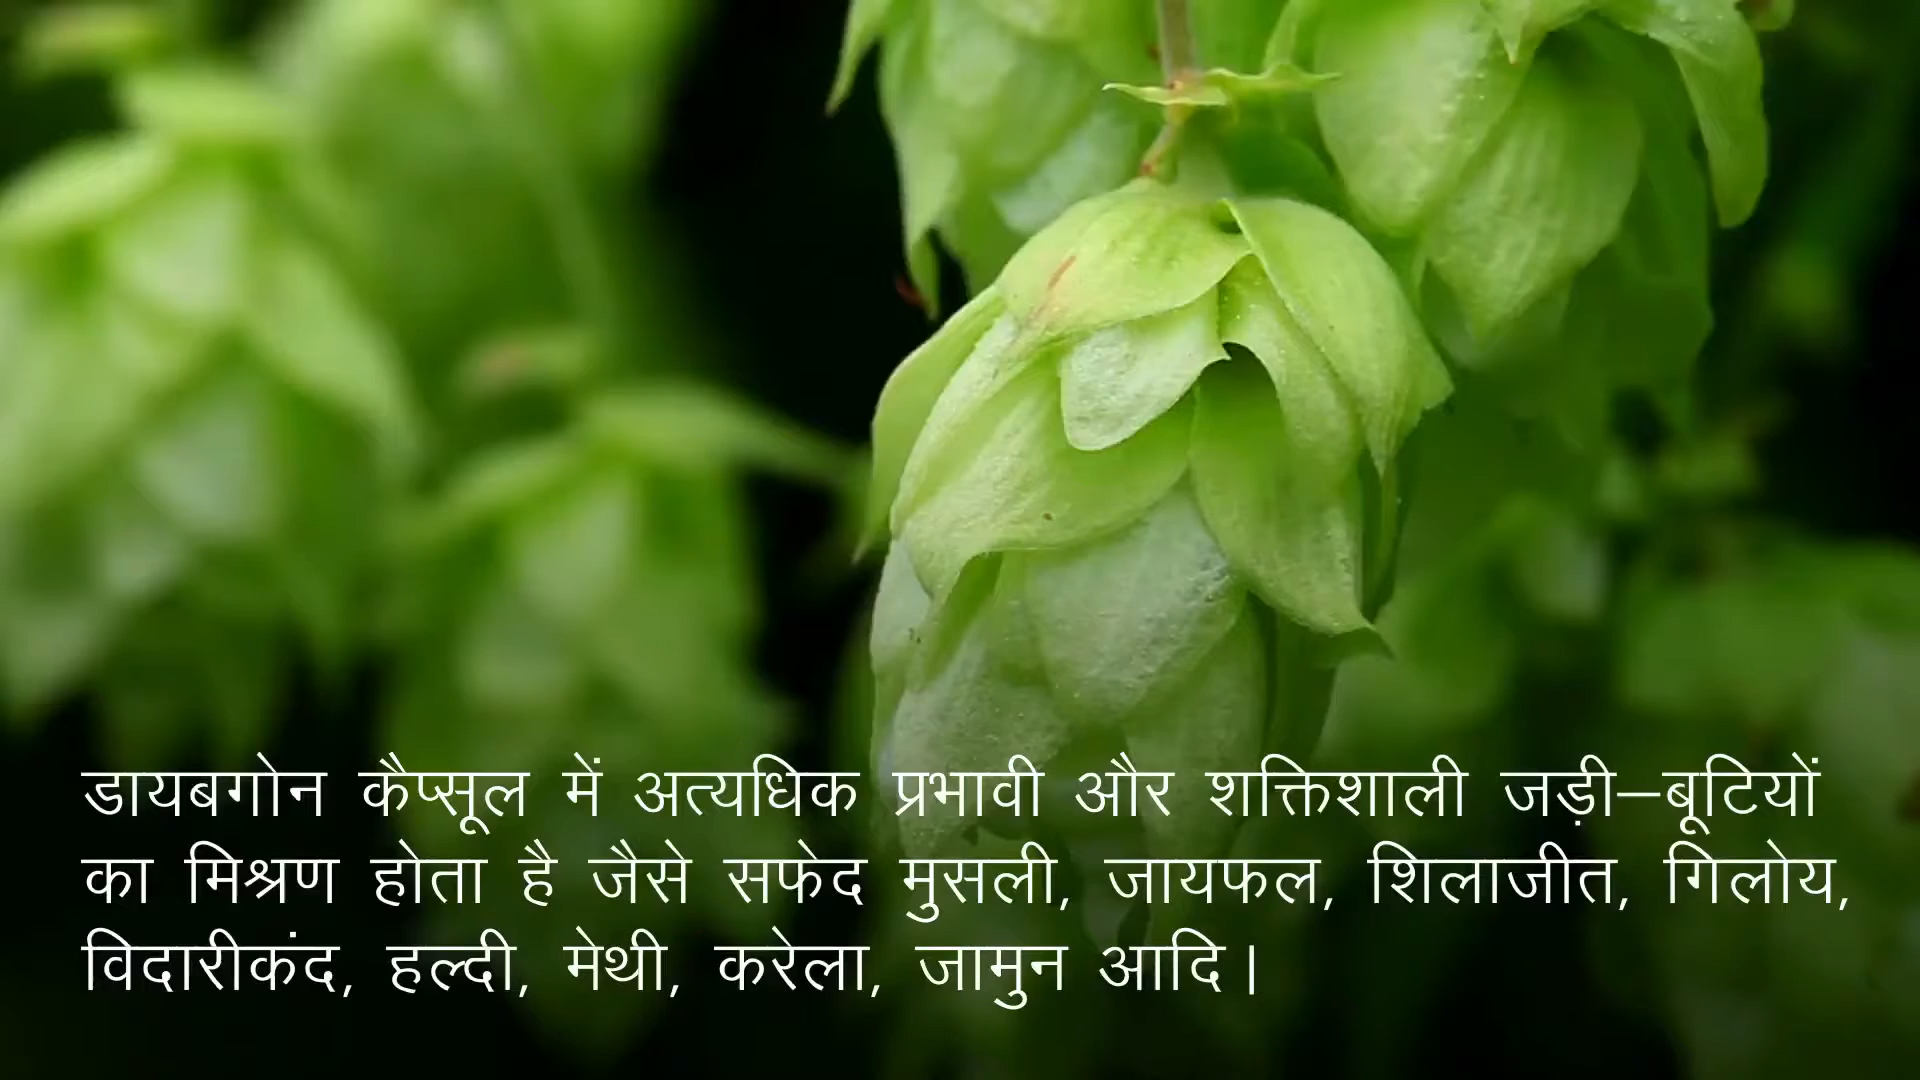 डायबगोन कैप्सूल में अत्यधिक प्रभावी और शक्तिशाली जड़ी–बूटियों
का मिश्रण होता है जैसे सफेद मुसली, जायफल, शिलाजीत, गिलोय,
विदारीकंद, हल्दी, मेथी, करेला, जामुन आदि।